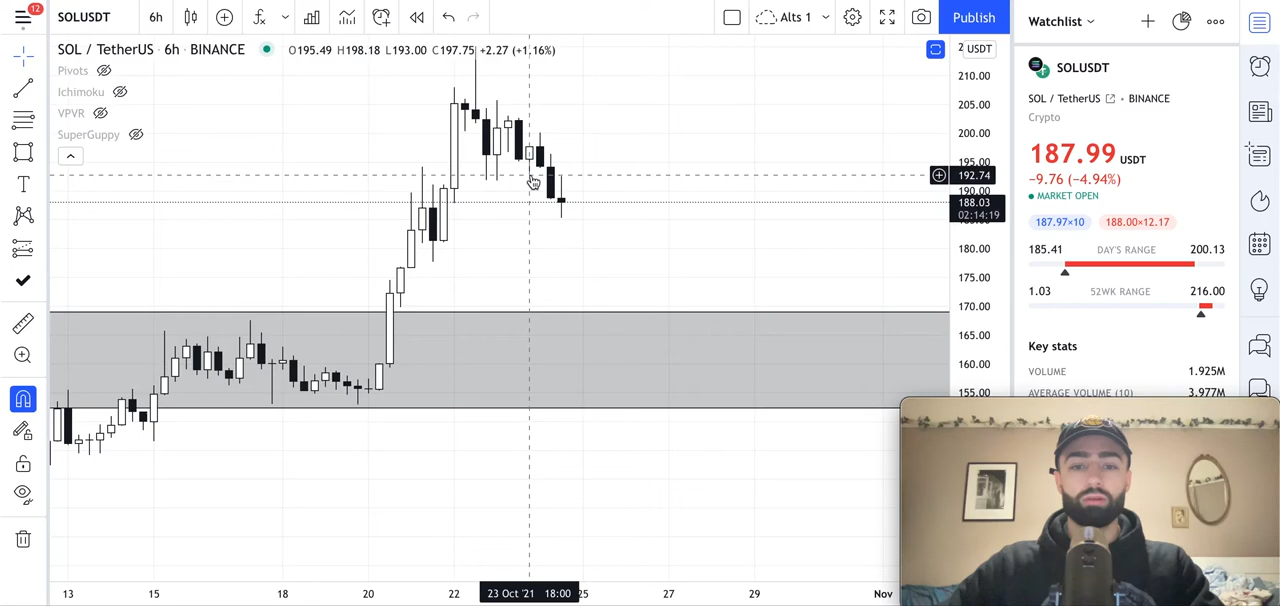 12
SOLUSDT
6h
Alts 1
Publish
Watchlist
SOL / TetherUS · 6h · BINANCE
O195.49 H198.18 L193.00 C197.75 +2.27 (+1.16%)
Pivots
Ichimoku
VPVR
SuperGuppy
USDT
210.00
205.00
200.00
195.00
192.74
190.00
188.03
02:14:19
180.00
175.00
170.00
165.00
160.00
155.00
13
15
18
20
22
23 Oct '21 18:00
25
27
29
Nov
SOLUSDT
SOL / TetherUS • BINANCE
Crypto
187.99 USDT
−9.76 (−4.94%)
MARKET OPEN
187.97×10
188.00×12.17
185.41 DAY'S RANGE 200.13
1.03 52WK RANGE 216.00
Key stats
VOLUME 1.925M
AVERAGE VOLUME (10) 3.977M